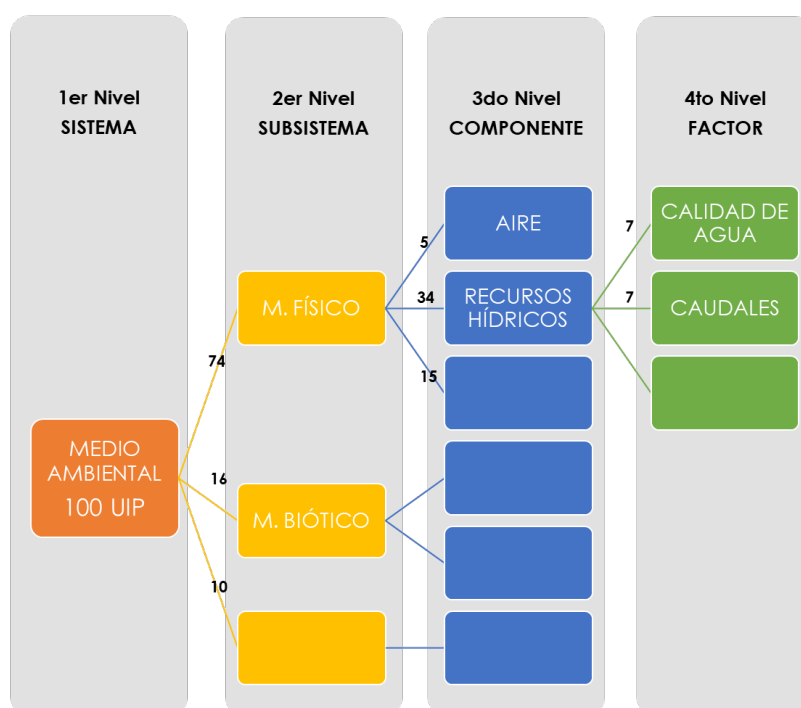 1er Nivel
SISTEMA
2er Nivel
SUBSISTEMA
3do Nivel
COMPONENTE
4to Nivel
FACTOR
MEDIO
AMBIENTAL
100 UIP
74
16
10
M. FÍSICO
M. BIÓTICO
5
34
15
AIRE
RECURSOS
HÍDRICOS
7
7
CALIDAD DE
AGUA
CAUDALES